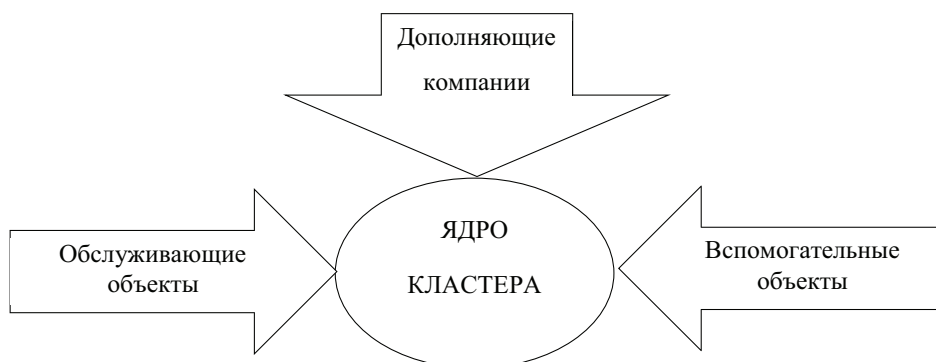 Дополняющие
компании
ЯДРО
КЛАСТЕРА
Обслуживающие
объекты
Вспомогательные
объекты